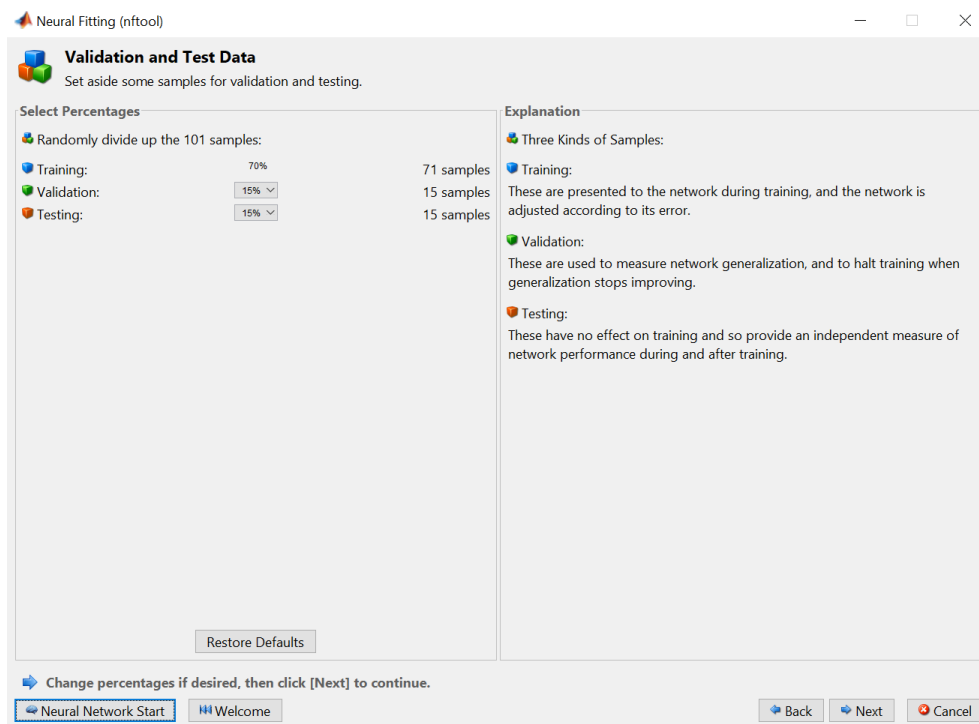 Neural Fitting (nftool)
Validation and Test Data
Set aside some samples for validation and testing.
Select Percentages
Randomly divide up the 101 samples:
Training: 70% 71 samples
Validation: 15% 15 samples
Testing: 15% 15 samples
Restore Defaults
Explanation
Three Kinds of Samples:
Training:
These are presented to the network during training, and the network is
adjusted according to its error.
Validation:
These are used to measure network generalization, and to halt training when
generalization stops improving.
Testing:
These have no effect on training and so provide an independent measure of
network performance during and after training.
Change percentages if desired, then click [Next] to continue.
Neural Network Start Welcome Back Next Cancel